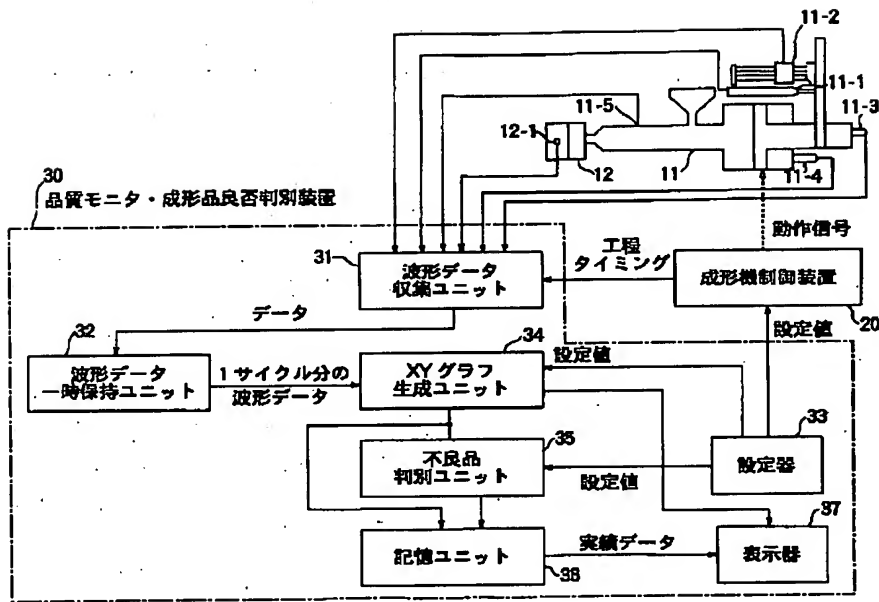 11-2
11-1
11-5
11-3
12-1
12
11
11-4
30
品質モニタ・成形品良否判別装置
動作信号
31
工程
タイミング
波形データ
収集ユニット
成形機制御装置
データ
20
32
34
設定値
設定値
波形データ
一時保持ユニット
1サイクル分の
波形データ
XYグラフ
生成ユニット
35
33
不良品
判別ユニット
設定器
設定値
37
記憶ユニット
実績データ
表示器
36